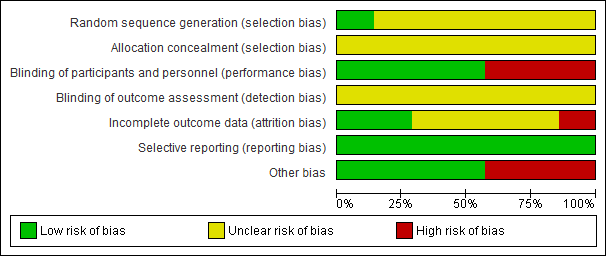 Random sequence generation (selection bias)
Allocation concealment (selection bias)
Blinding of participants and personnel (performance bias)
Blinding of outcome assessment (detection bias)
Incomplete outcome data (attrition bias)
Selective reporting (reporting bias)
Other bias
0% 25% 50% 75% 100%
Low risk of bias Unclear risk of bias High risk of bias